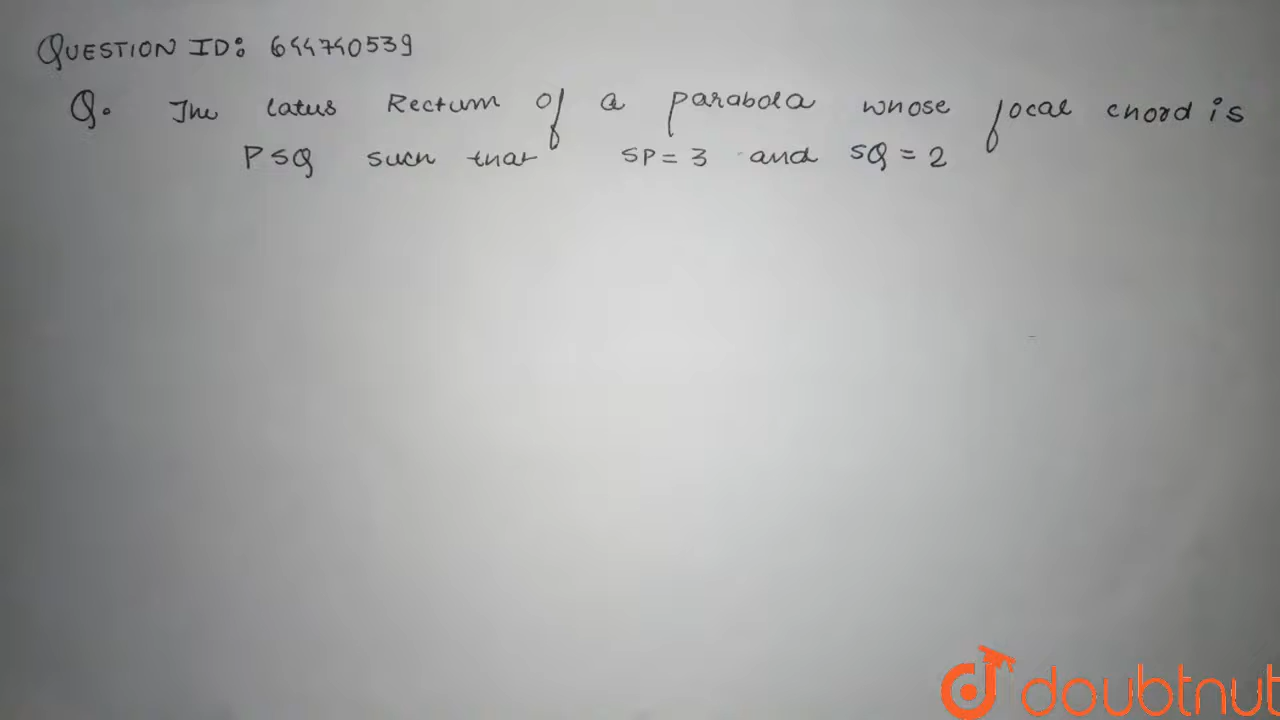 QUESTION ID: 644740539
Q. The latus Rectum of a parabola whose focal chord is
PSQ such that SP = 3 and SQ = 2
doubtnut